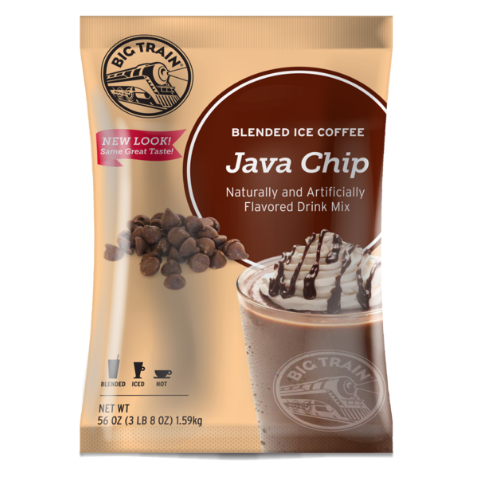 BIG TRAIN®
NEW LOOK!
Same Great Taste!
BLENDED ICE COFFEE
Java Chip
Naturally and Artificially
Flavored Drink Mix
BIG TRAIN
BLENDED ICED HOT
NET WT
56 OZ (3 LB 8 OZ) 1.59kg